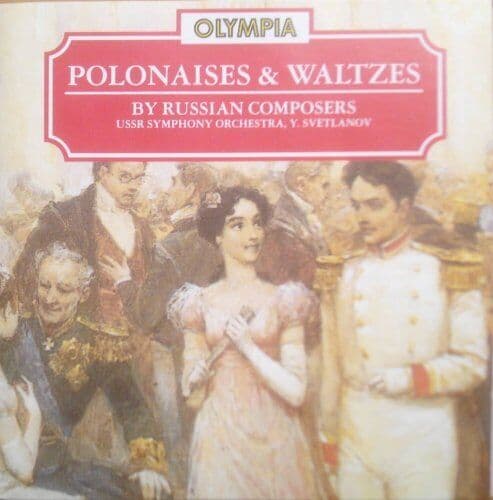 OLYMPIA
POLONAISES & WALTZES
BY RUSSIAN COMPOSERS
USSR SYMPHONY ORCHESTRA, Y. SVETLANOV